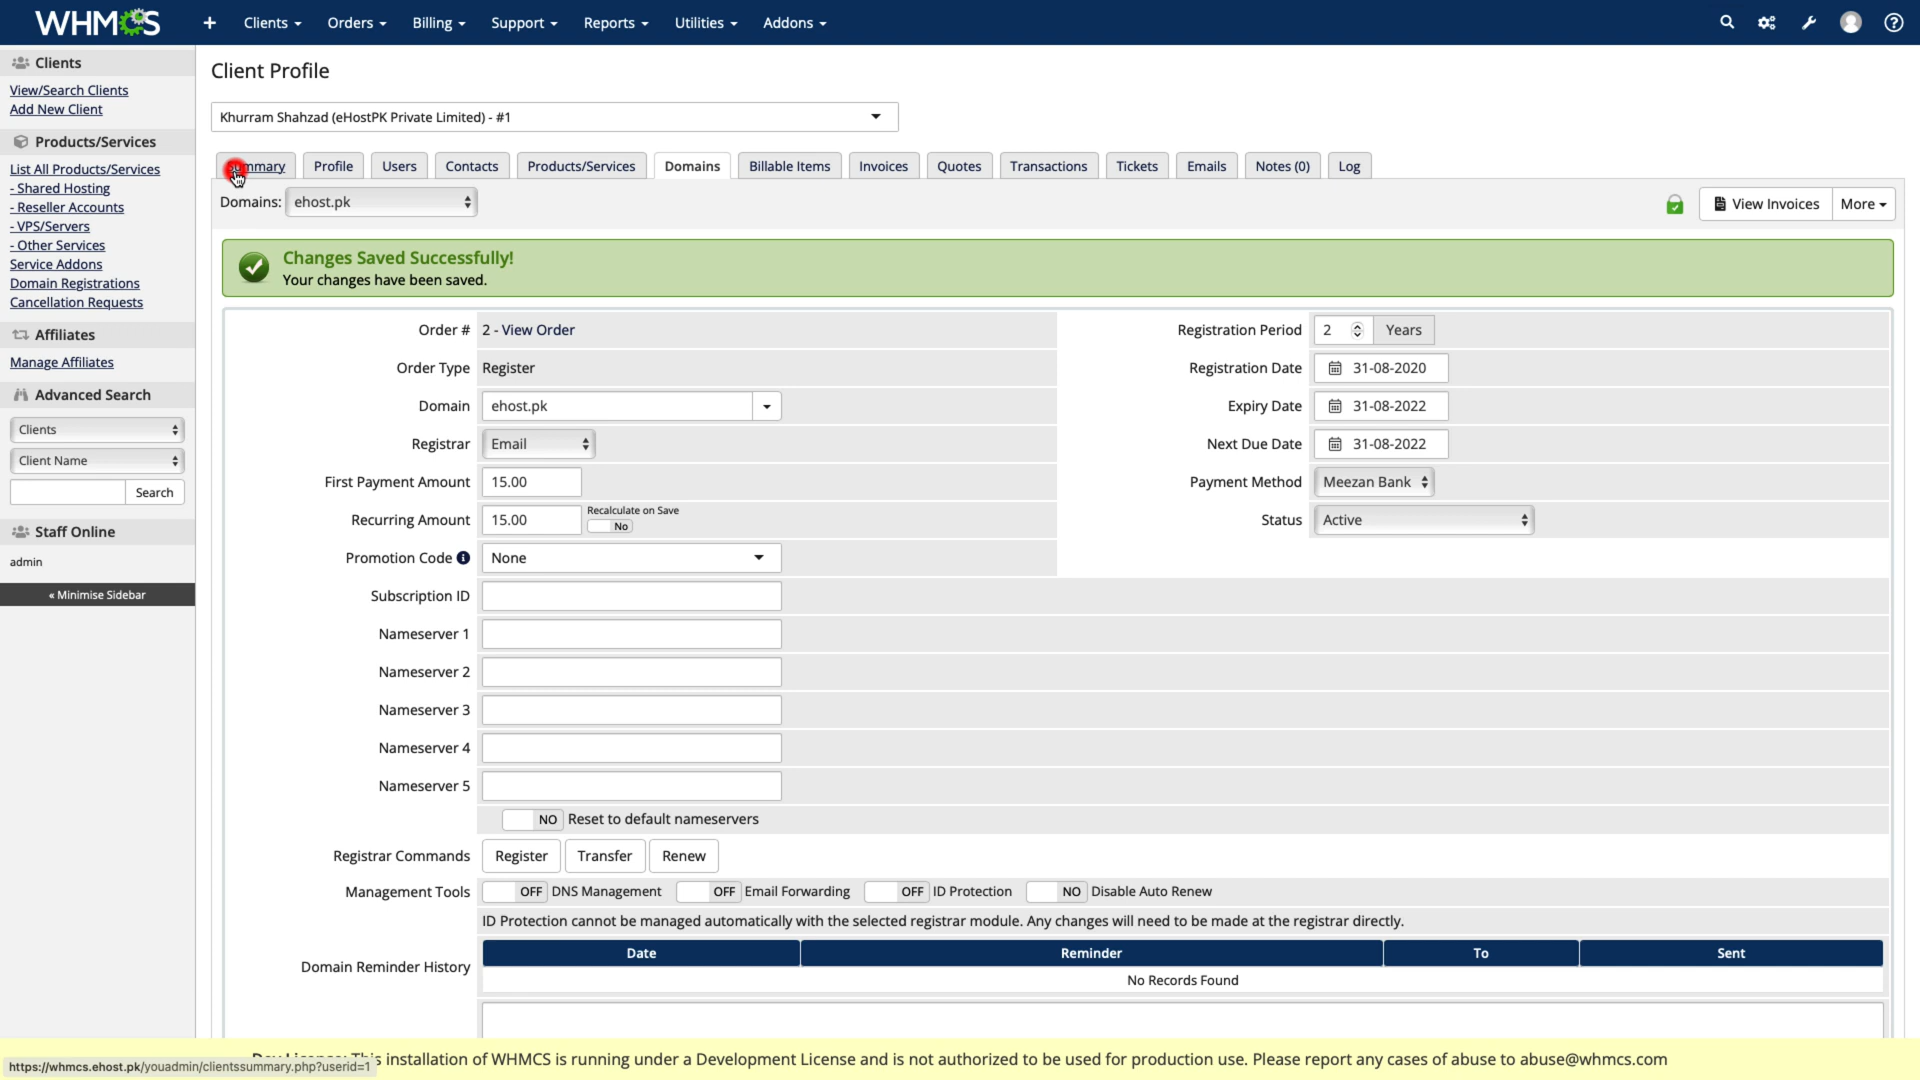 WHMCS
Clients
Orders
Billing
Support
Reports
Utilities
Addons
Clients
View/Search Clients
Add New Client
Products/Services
List All Products/Services
- Shared Hosting
- Reseller Accounts
- VPS/Servers
- Other Services
Service Addons
Domain Registrations
Cancellation Requests
Affiliates
Manage Affiliates
Advanced Search
Clients
Client Name
Search
Staff Online
admin
« Minimise Sidebar
Client Profile
Khurram Shahzad (eHostPK Private Limited) - #1
Summary
Profile
Users
Contacts
Products/Services
Domains
Billable Items
Invoices
Quotes
Transactions
Tickets
Emails
Notes (0)
Log
Domains: ehost.pk
View Invoices
More
Changes Saved Successfully!
Your changes have been saved.
Order # 2 - View Order
Registration Period 2 Years
Order Type Register
Registration Date 31-08-2020
Domain ehost.pk
Expiry Date 31-08-2022
Registrar Email
Next Due Date 31-08-2022
First Payment Amount 15.00
Payment Method Meezan Bank
Recurring Amount 15.00 Recalculate on Save No
Status Active
Promotion Code None
Subscription ID
Nameserver 1
Nameserver 2
Nameserver 3
Nameserver 4
Nameserver 5
NO Reset to default nameservers
Registrar Commands Register Transfer Renew
Management Tools OFF DNS Management OFF Email Forwarding OFF ID Protection NO Disable Auto Renew
ID Protection cannot be managed automatically with the selected registrar module. Any changes will need to be made at the registrar directly.
Domain Reminder History
Date Reminder To Sent
No Records Found
Dev License: This installation of WHMCS is running under a Development License and is not authorized to be used for production use. Please report any cases of abuse to abuse@whmcs.com
https://whmcs.ehost.pk/youadmin/clientssummary.php?userid=1